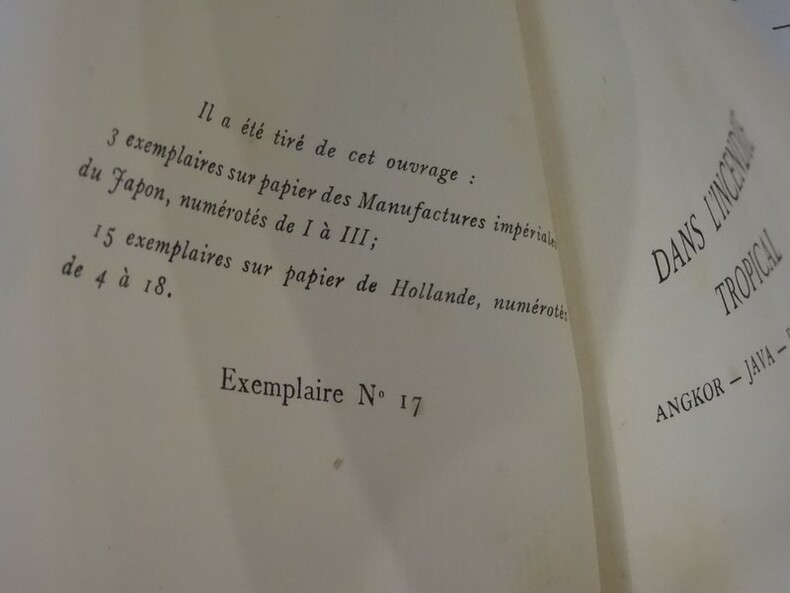 Il a été tiré de cet ouvrage :
3 exemplaires sur papier des Manufactures impériales
du Japon, numérotés de I à III;
15 exemplaires sur papier de Hollande, numérotés
de 4 à 18.
Exemplaire Nº 17
DANS L'INCENDIE
TROPICAL
ANGKOR — JAVA —